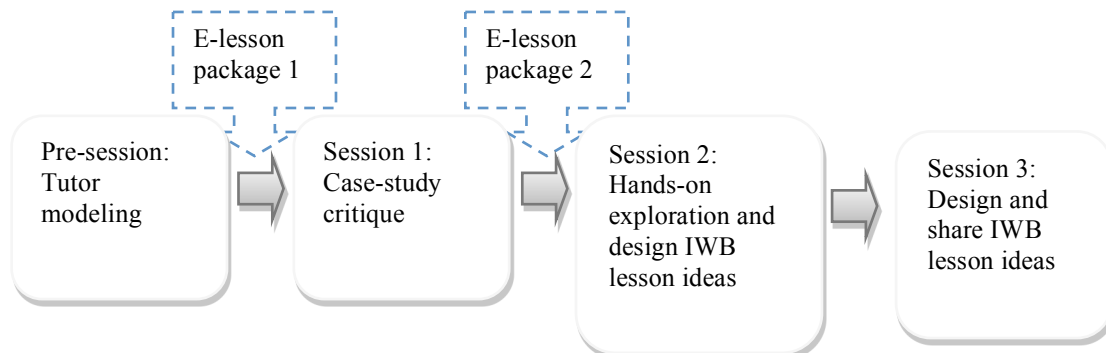 E-lesson
package 1
E-lesson
package 2
Pre-session:
Tutor
modeling
Session 1:
Case-study
critique
Session 2:
Hands-on
exploration and
design IWB
lesson ideas
Session 3:
Design and
share IWB
lesson ideas